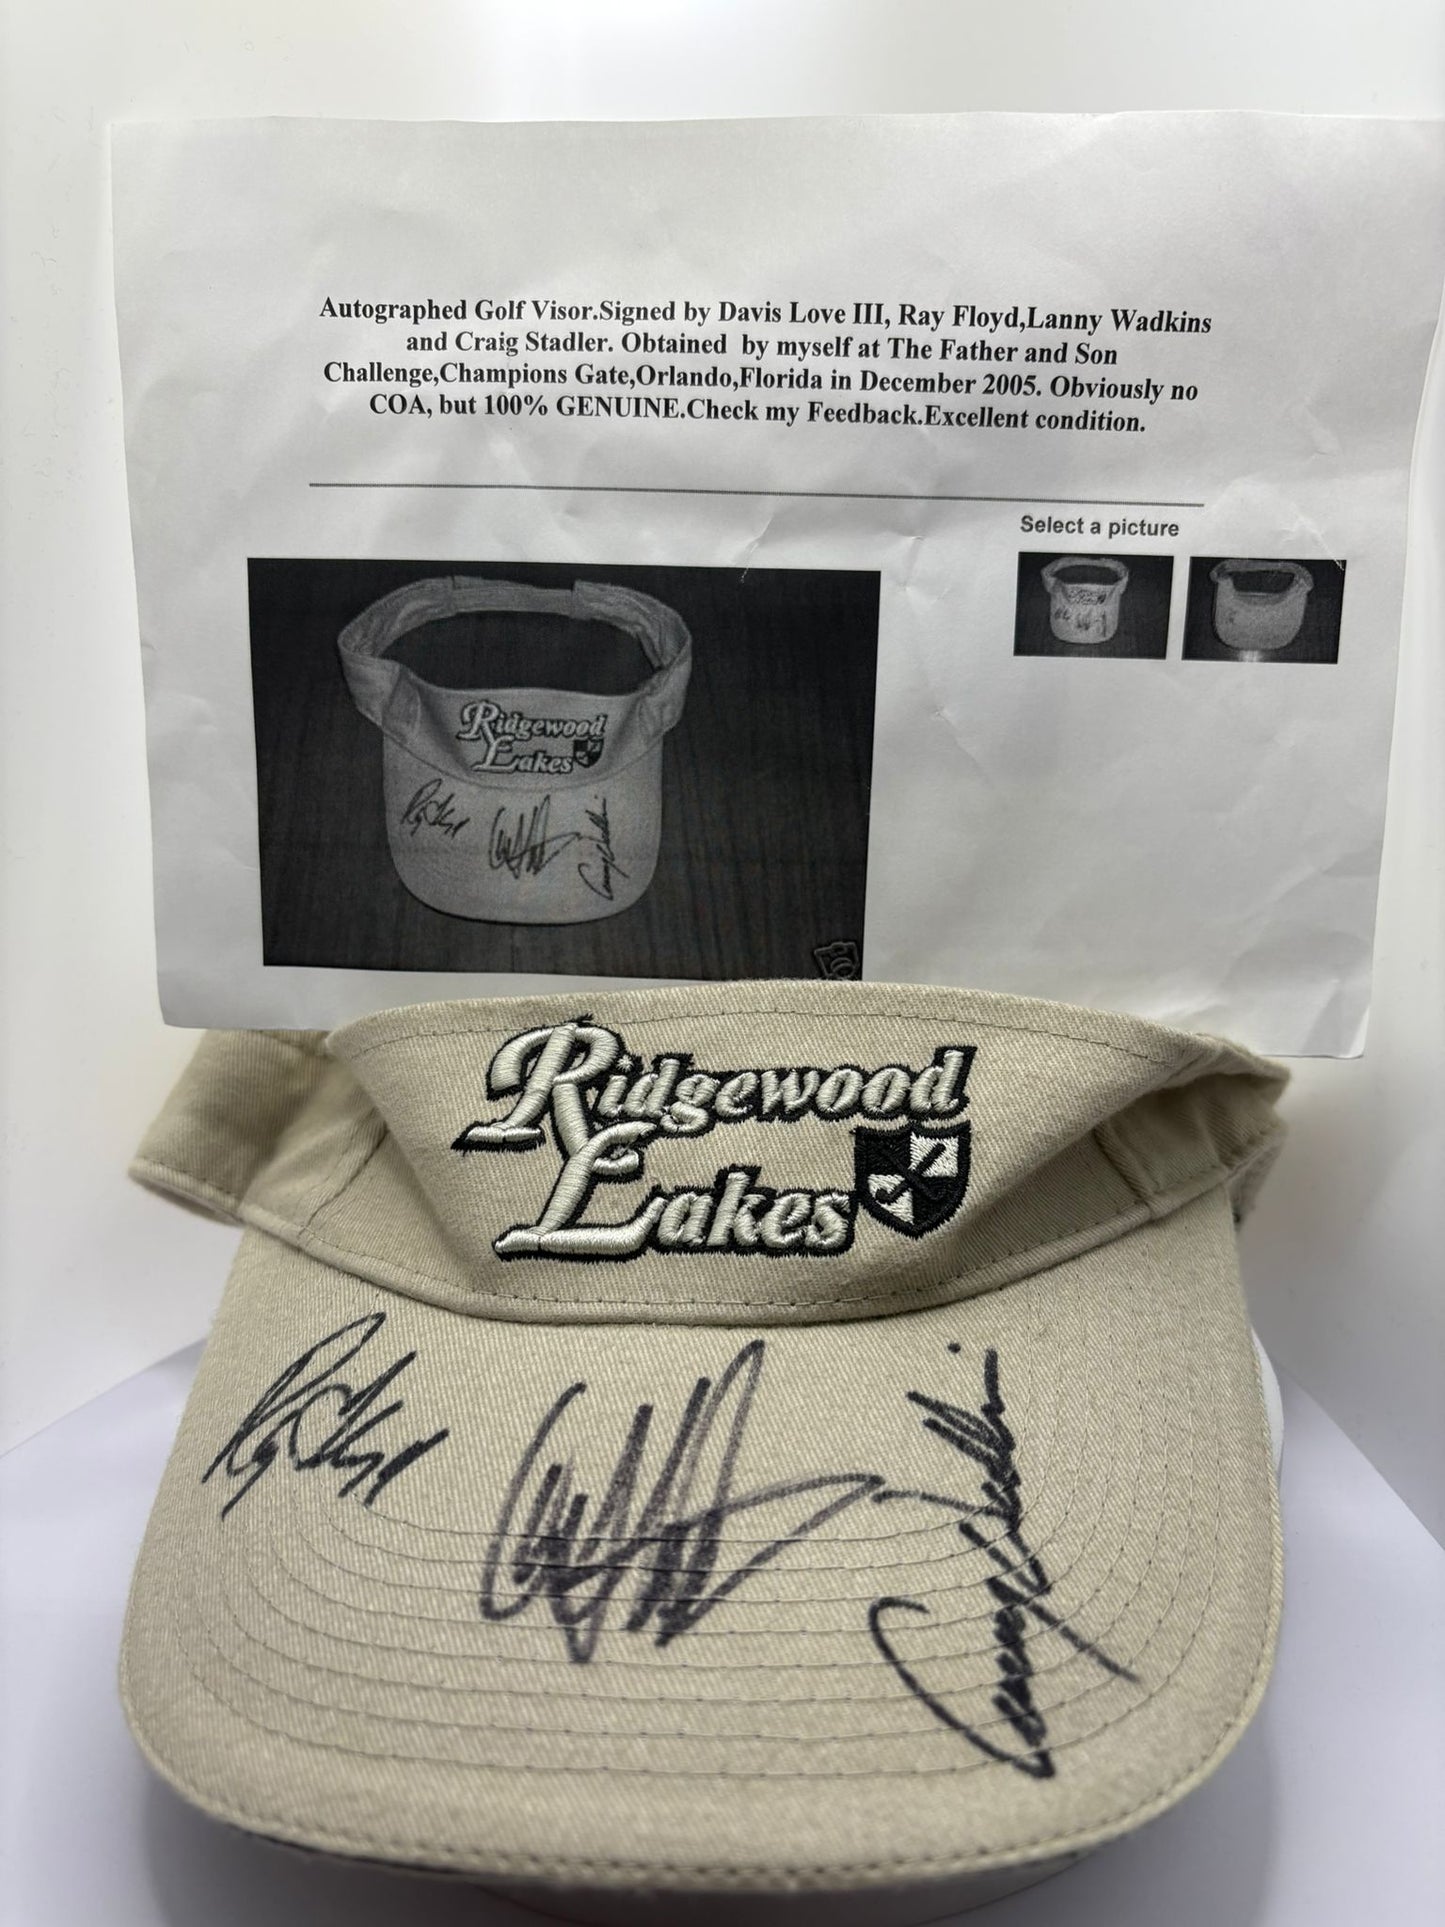 Autographed Golf Visor.Signed by Davis Love III, Ray Floyd,Lanny Wadkins
and Craig Stadler. Obtained by myself at The Father and Son
Challenge,Champions Gate,Orlando,Florida in December 2005. Obviously no
COA, but 100% GENUINE.Check my Feedback.Excellent condition.
Select a picture
Ridgewood
Lakes
Ridgewood
Lakes